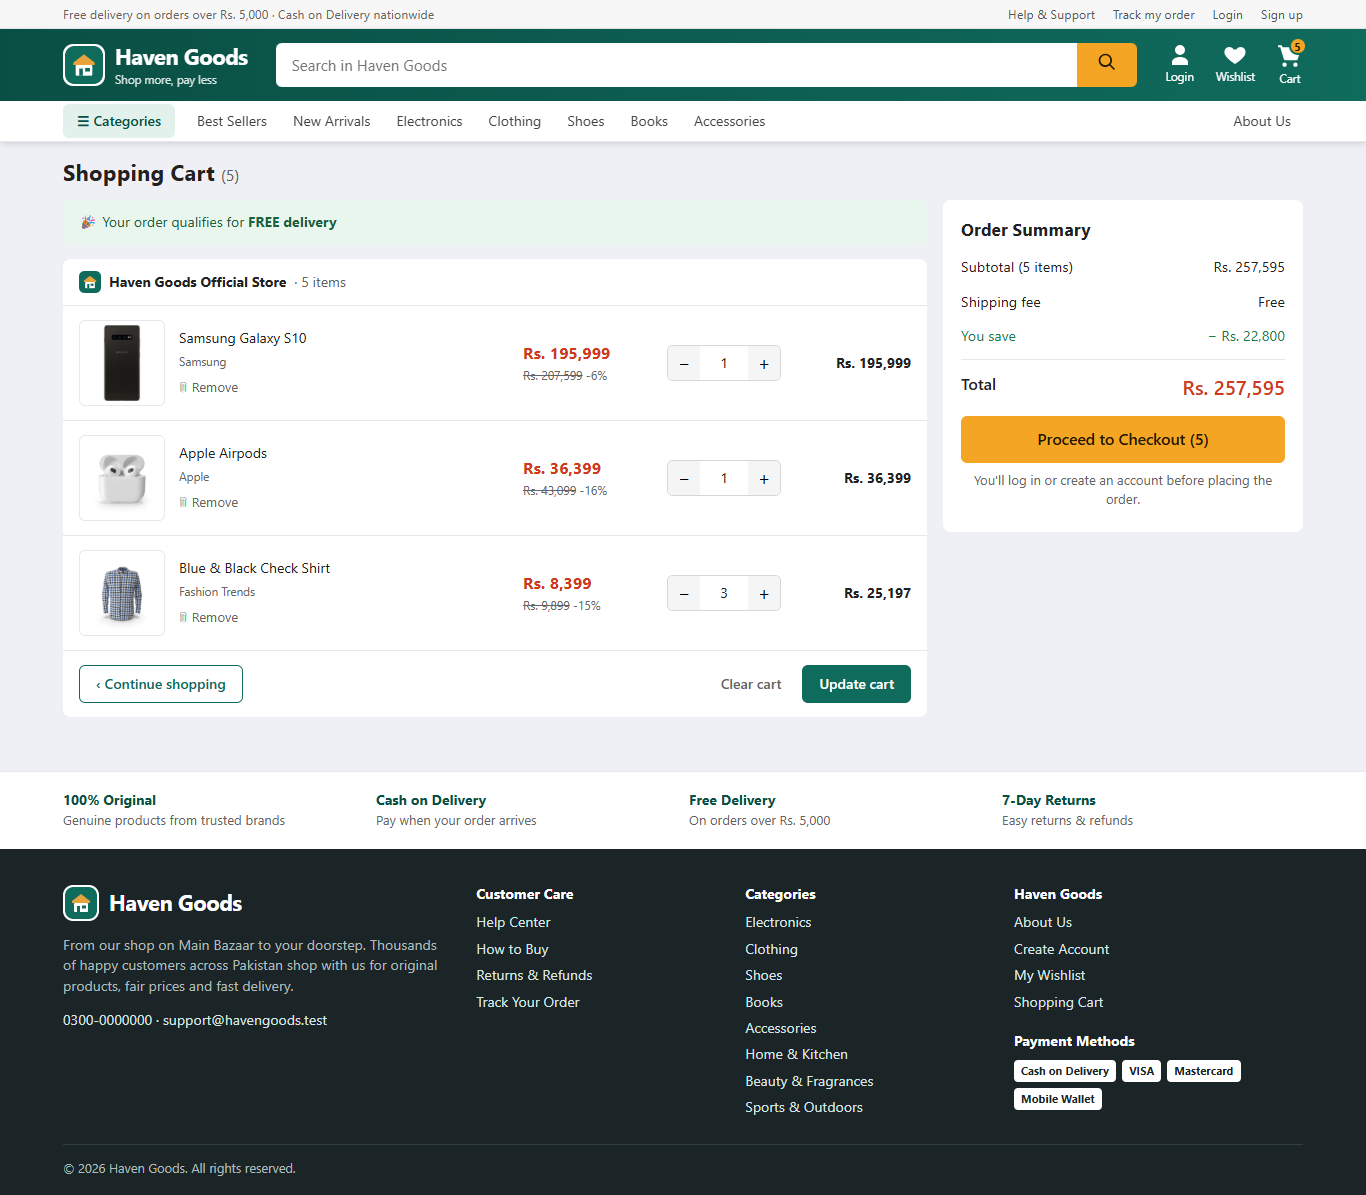 Free delivery on orders over Rs. 5,000 · Cash on Delivery nationwide
Help & Support Track my order Login Sign up
Haven Goods
Shop more, pay less
Search in Haven Goods
Login Wishlist 5 Cart
☰ Categories Best Sellers New Arrivals Electronics Clothing Shoes Books Accessories About Us
Shopping Cart (5)
🎉 Your order qualifies for FREE delivery
Haven Goods Official Store · 5 items
Samsung Galaxy S10
Samsung
Remove
Rs. 195,999
Rs. 207,599 -6%
− 1 +
Rs. 195,999
Apple Airpods
Apple
Remove
Rs. 36,399
Rs. 43,099 -16%
− 1 +
Rs. 36,399
Blue & Black Check Shirt
Fashion Trends
Remove
Rs. 8,399
Rs. 9,899 -15%
− 3 +
Rs. 25,197
‹ Continue shopping
Clear cart
Update cart
Order Summary
Subtotal (5 items) Rs. 257,595
Shipping fee Free
You save − Rs. 22,800
Total Rs. 257,595
Proceed to Checkout (5)
You'll log in or create an account before placing the
order.
100% Original
Genuine products from trusted brands
Cash on Delivery
Pay when your order arrives
Free Delivery
On orders over Rs. 5,000
7-Day Returns
Easy returns & refunds
Haven Goods
From our shop on Main Bazaar to your doorstep. Thousands
of happy customers across Pakistan shop with us for original
products, fair prices and fast delivery.
0300-0000000 · support@havengoods.test
Customer Care
Help Center
How to Buy
Returns & Refunds
Track Your Order
Categories
Electronics
Clothing
Shoes
Books
Accessories
Home & Kitchen
Beauty & Fragrances
Sports & Outdoors
Haven Goods
About Us
Create Account
My Wishlist
Shopping Cart
Payment Methods
Cash on Delivery VISA Mastercard
Mobile Wallet
© 2026 Haven Goods. All rights reserved.